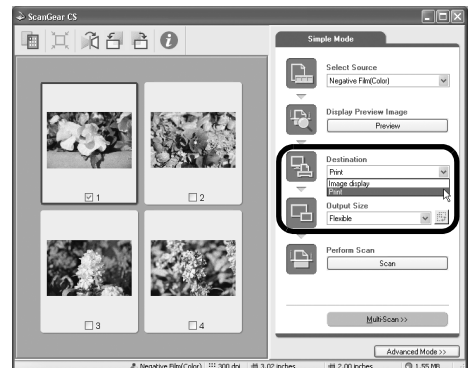 ScanGear CS
Simple Mode
Select Source
Negative Film(Color)
Display Preview Image
Preview
Destination
Print
Image display
Print
Output Size
Flexible
Perform Scan
Scan
1
2
3
4
Multi-Scan >>
Advanced Mode >>
Negative Film(Color) 300 dpi 3.02 inches 2.00 inches 1.55 MB